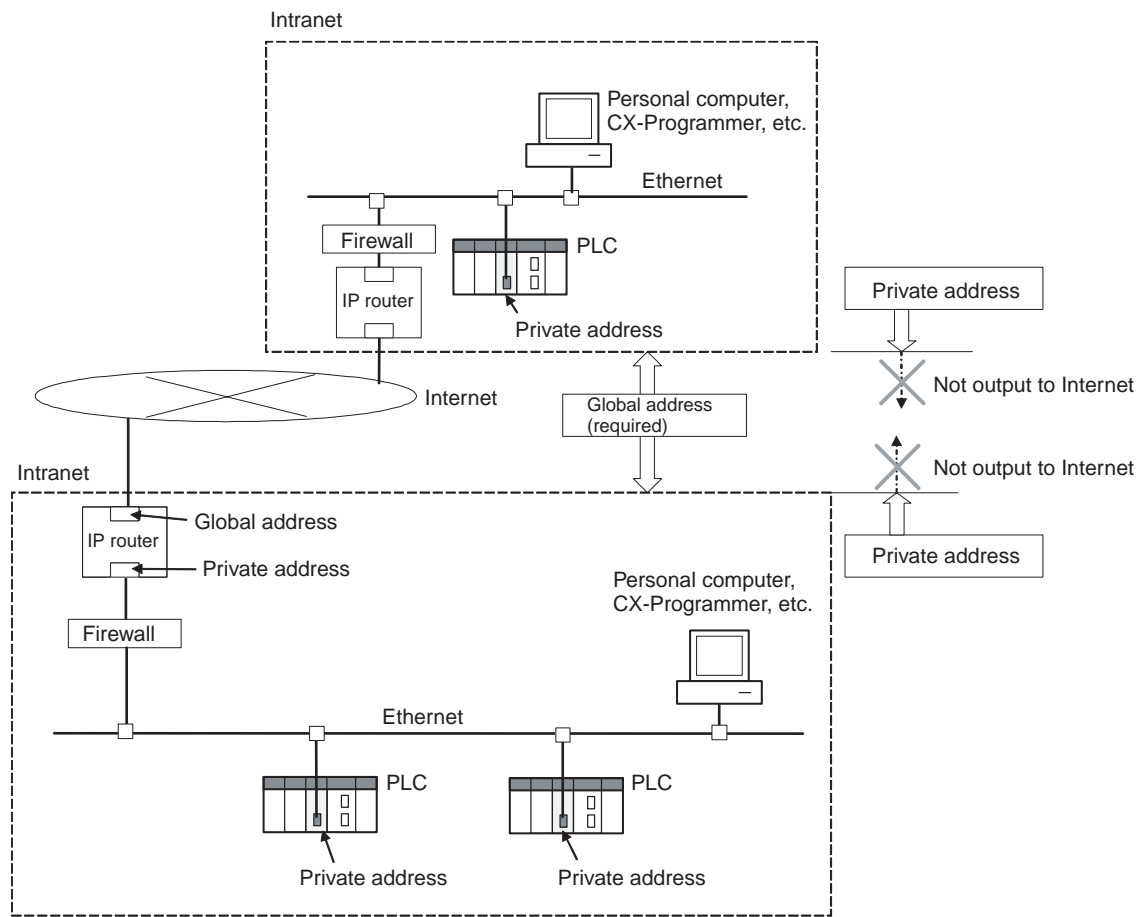 Intranet
Personal computer,
CX-Programmer, etc.
Ethernet
Firewall
PLC
IP router
Private address
Private address
Not output to Internet
Internet
Global address
(required)
Not output to Internet
Private address
Intranet
Global address
IP router
Private address
Personal computer,
CX-Programmer, etc.
Firewall
Ethernet
PLC
PLC
Private address
Private address